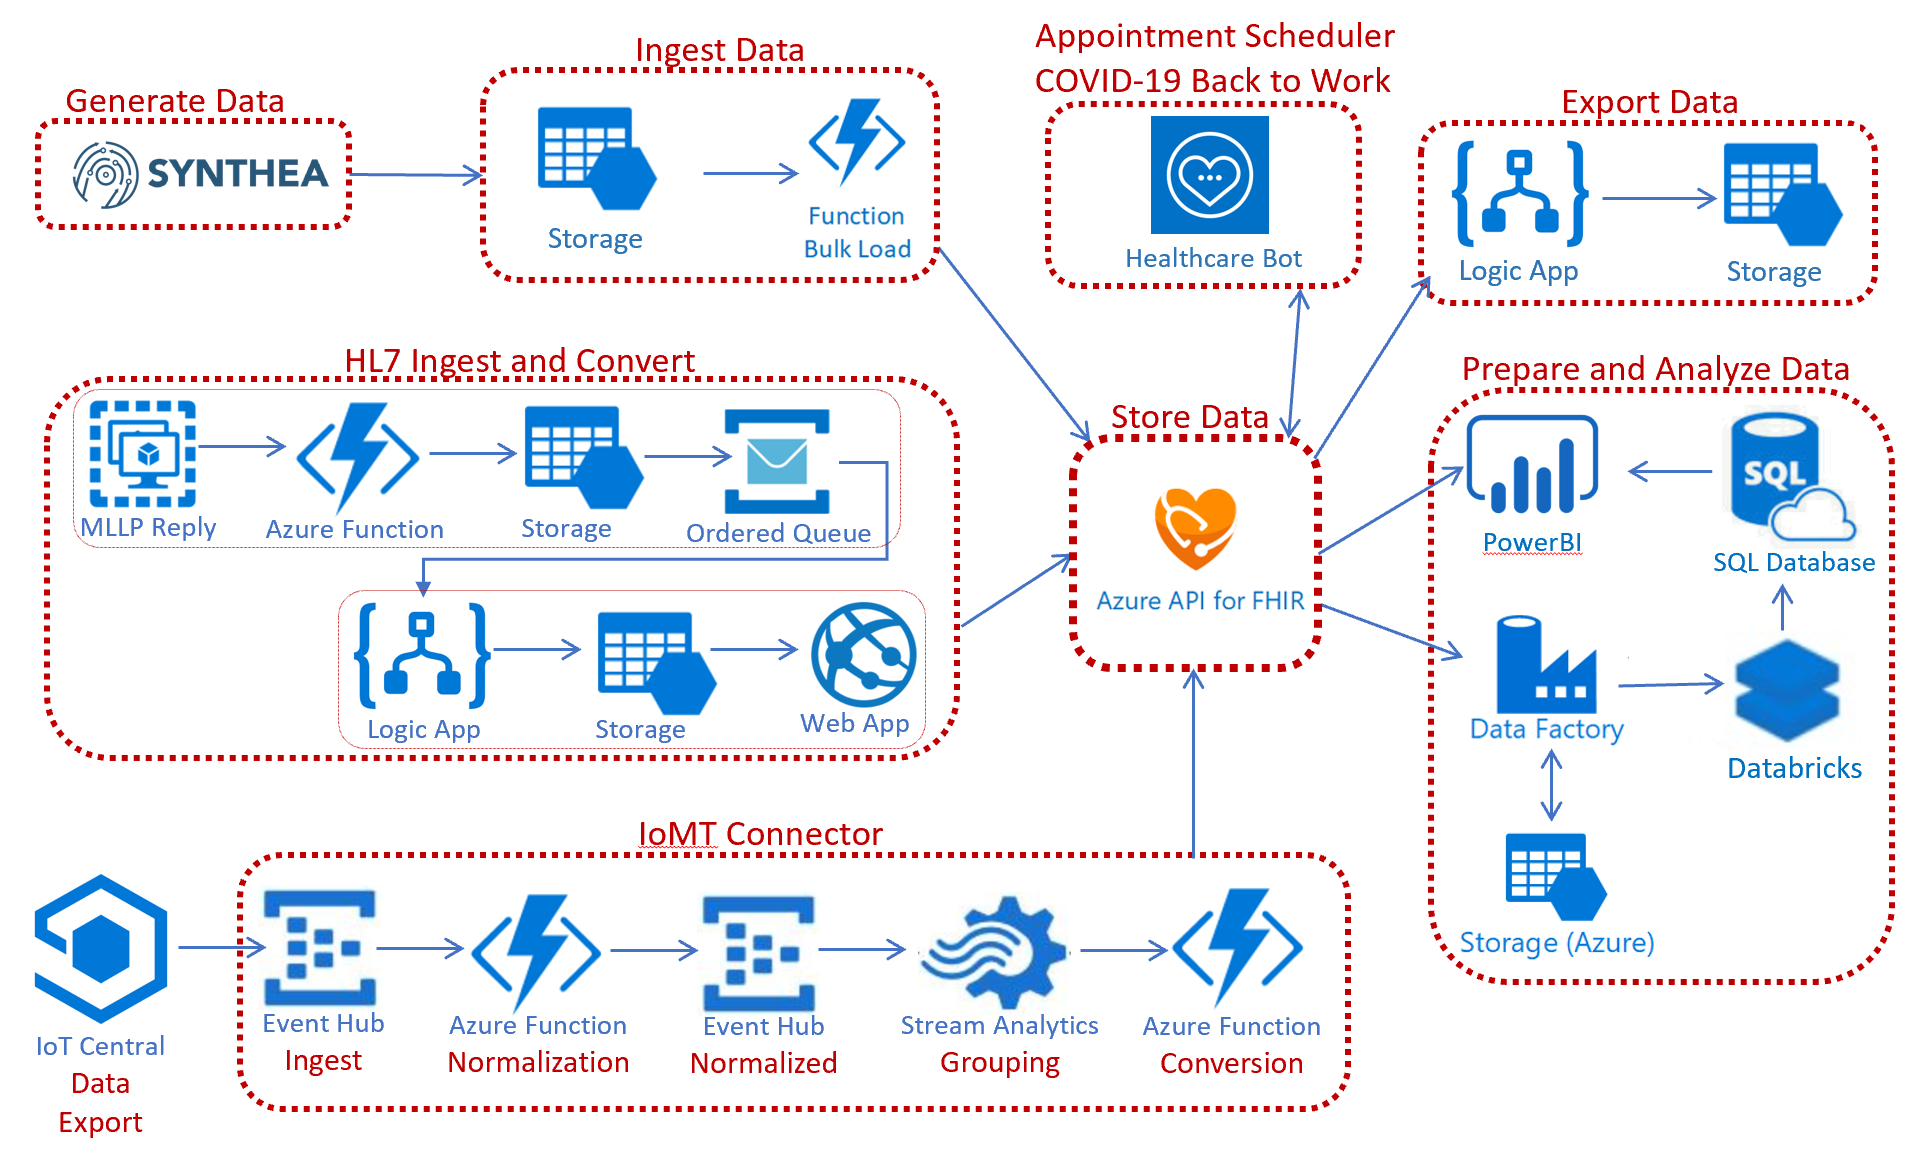 Generate Data
SYNTHEA
Ingest Data
Storage
Function
Bulk Load
Appointment Scheduler
COVID-19 Back to Work
Healthcare Bot
Export Data
Logic App
Storage
HL7 Ingest and Convert
MLLP Reply
Azure Function
Storage
Ordered Queue
Logic App
Storage
Web App
Store Data
Azure API for FHIR
Prepare and Analyze Data
PowerBI
SQL
SQL Database
Data Factory
Databricks
Storage (Azure)
IoMT Connector
IoT Central
Data
Export
Event Hub
Ingest
Azure Function
Normalization
Event Hub
Normalized
Stream Analytics
Grouping
Azure Function
Conversion